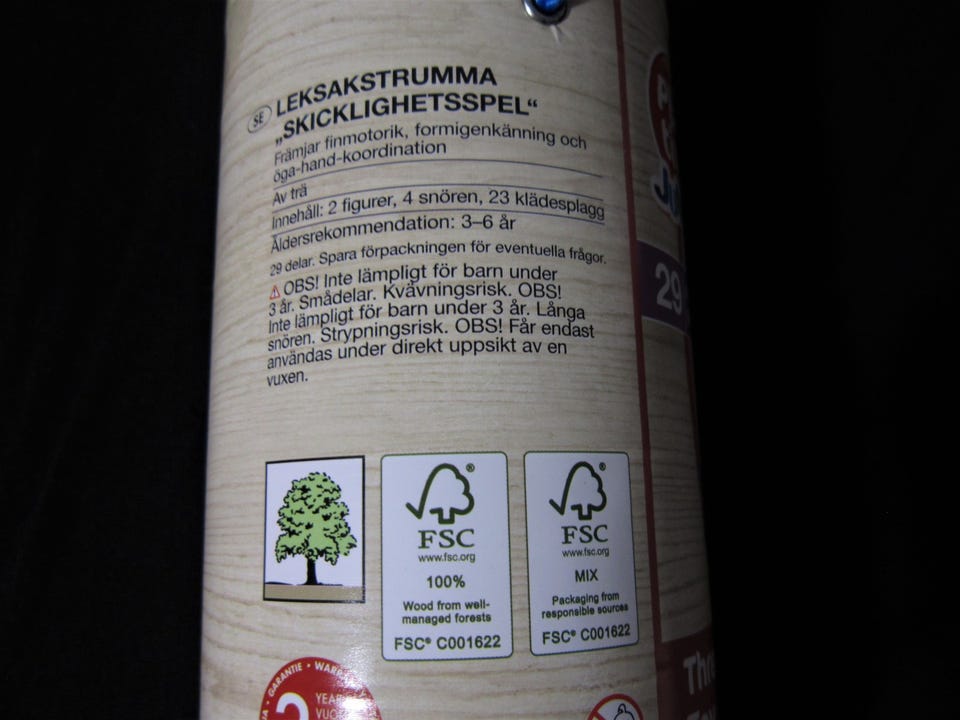 SE
LEKSAKSTRUMMA
„SKICKLIGHETSSPEL“
Främjar finmotorik, formigenkänning och
öga-hand-koordination
Av trä
Innehåll: 2 figurer, 4 snören, 23 klädesplagg
Åldersrekommendation: 3–6 år
29 delar. Spara förpackningen för eventuella frågor.
OBS! Inte lämpligt för barn under
3 år. Smådelar. Kvävningsrisk. OBS!
Inte lämpligt för barn under 3 år. Långa
snören. Strypningsrisk. OBS! Får endast
användas under direkt uppsikt av en
vuxen.
29
FSC®
www.fsc.org
100%
Wood from well-
managed forests
FSC® C001622
FSC®
www.fsc.org
MIX
Packaging from
responsible sources
FSC® C001622
GARANTIE •
YEAR